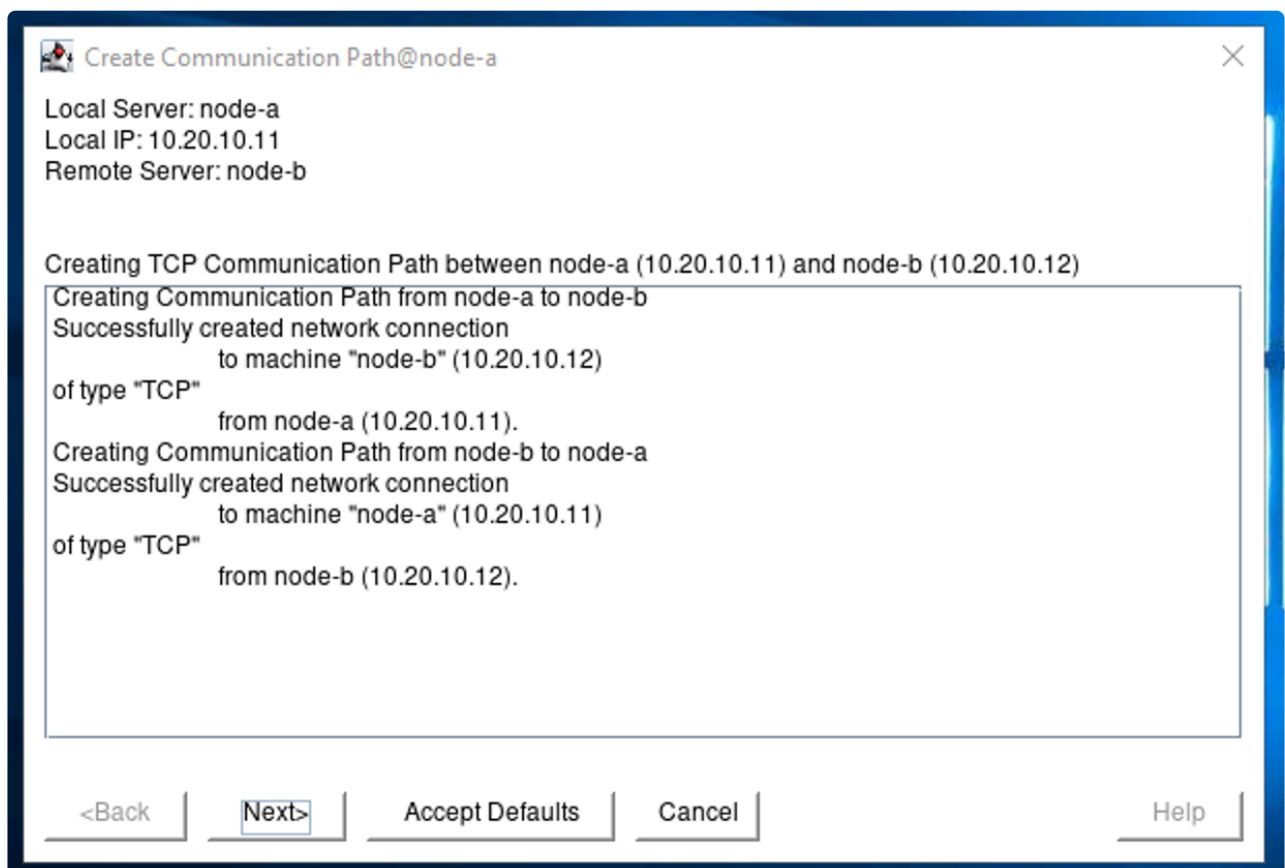 Create Communication Path@node-a
Local Server: node-a
Local IP: 10.20.10.11
Remote Server: node-b
Creating TCP Communication Path between node-a (10.20.10.11) and node-b (10.20.10.12)
Creating Communication Path from node-a to node-b
Successfully created network connection
to machine "node-b" (10.20.10.12)
of type "TCP"
from node-a (10.20.10.11).
Creating Communication Path from node-b to node-a
Successfully created network connection
to machine "node-a" (10.20.10.11)
of type "TCP"
from node-b (10.20.10.12).
<Back Next> Accept Defaults Cancel Help